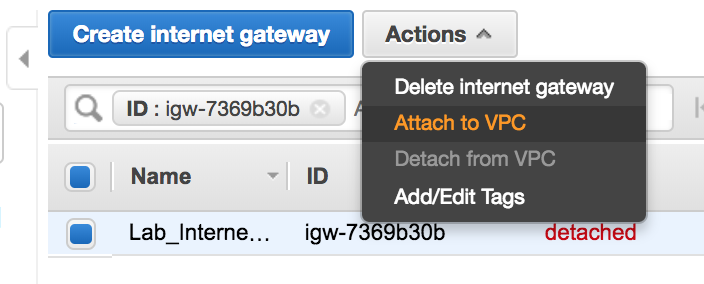 Create internet gateway
Actions
Delete internet gateway
ID : igw-7369b30b
Attach to VPC
Detach from VPC
Name
ID
Add/Edit Tags
Lab_Interne…
igw-7369b30b
detached